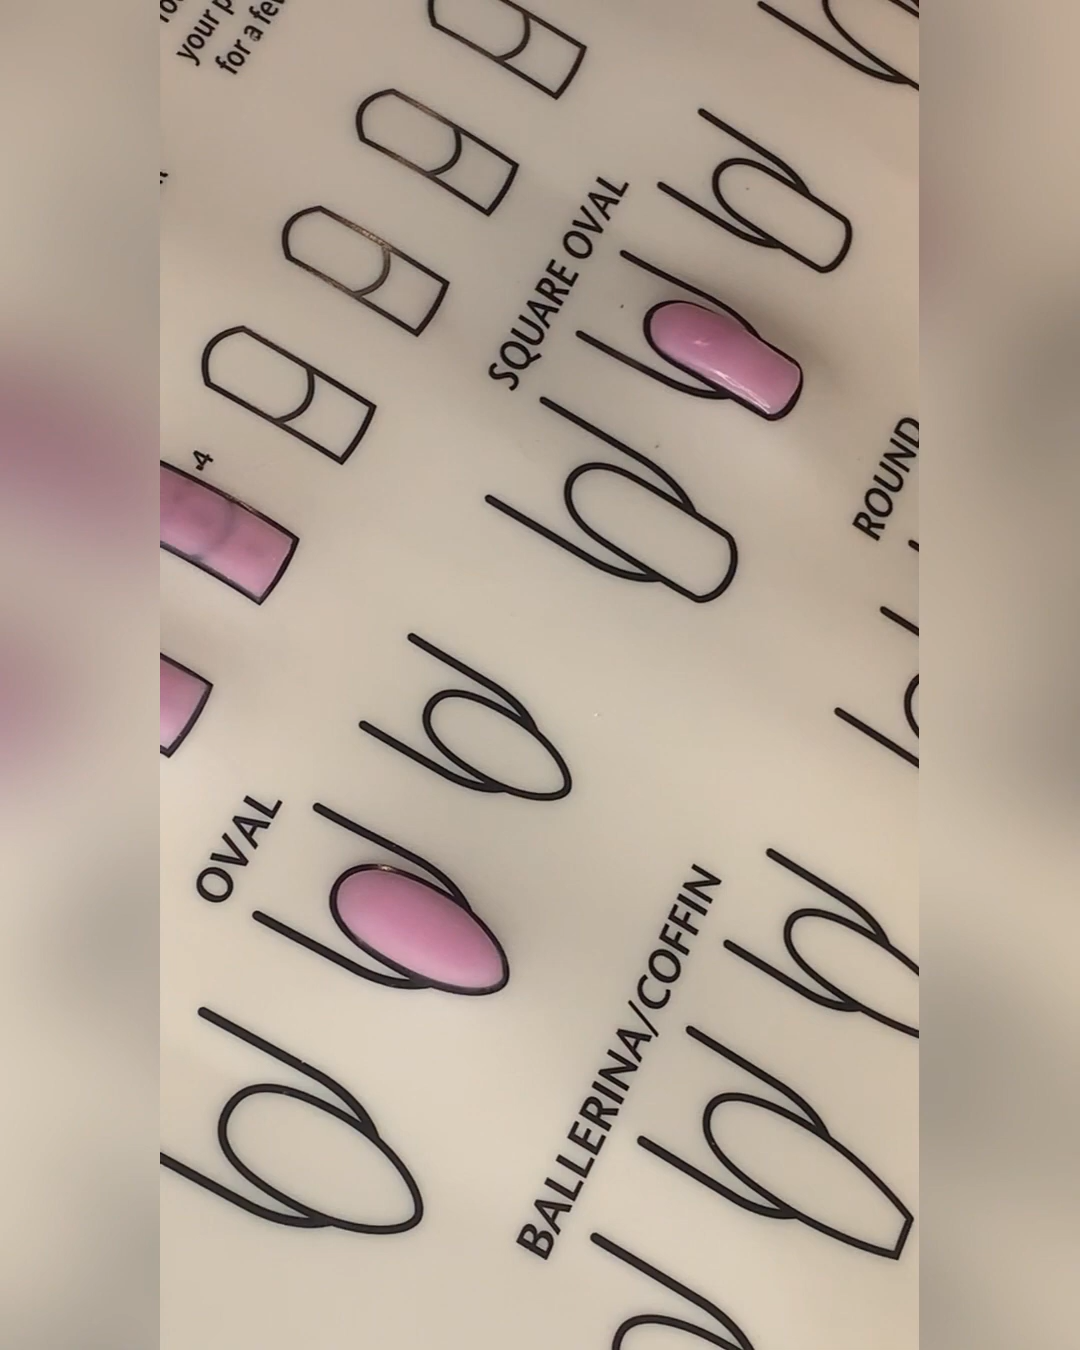 your p
for a fe
SQUARE OVAL
ROUND
4
OVAL
BALLERINA/COFFIN